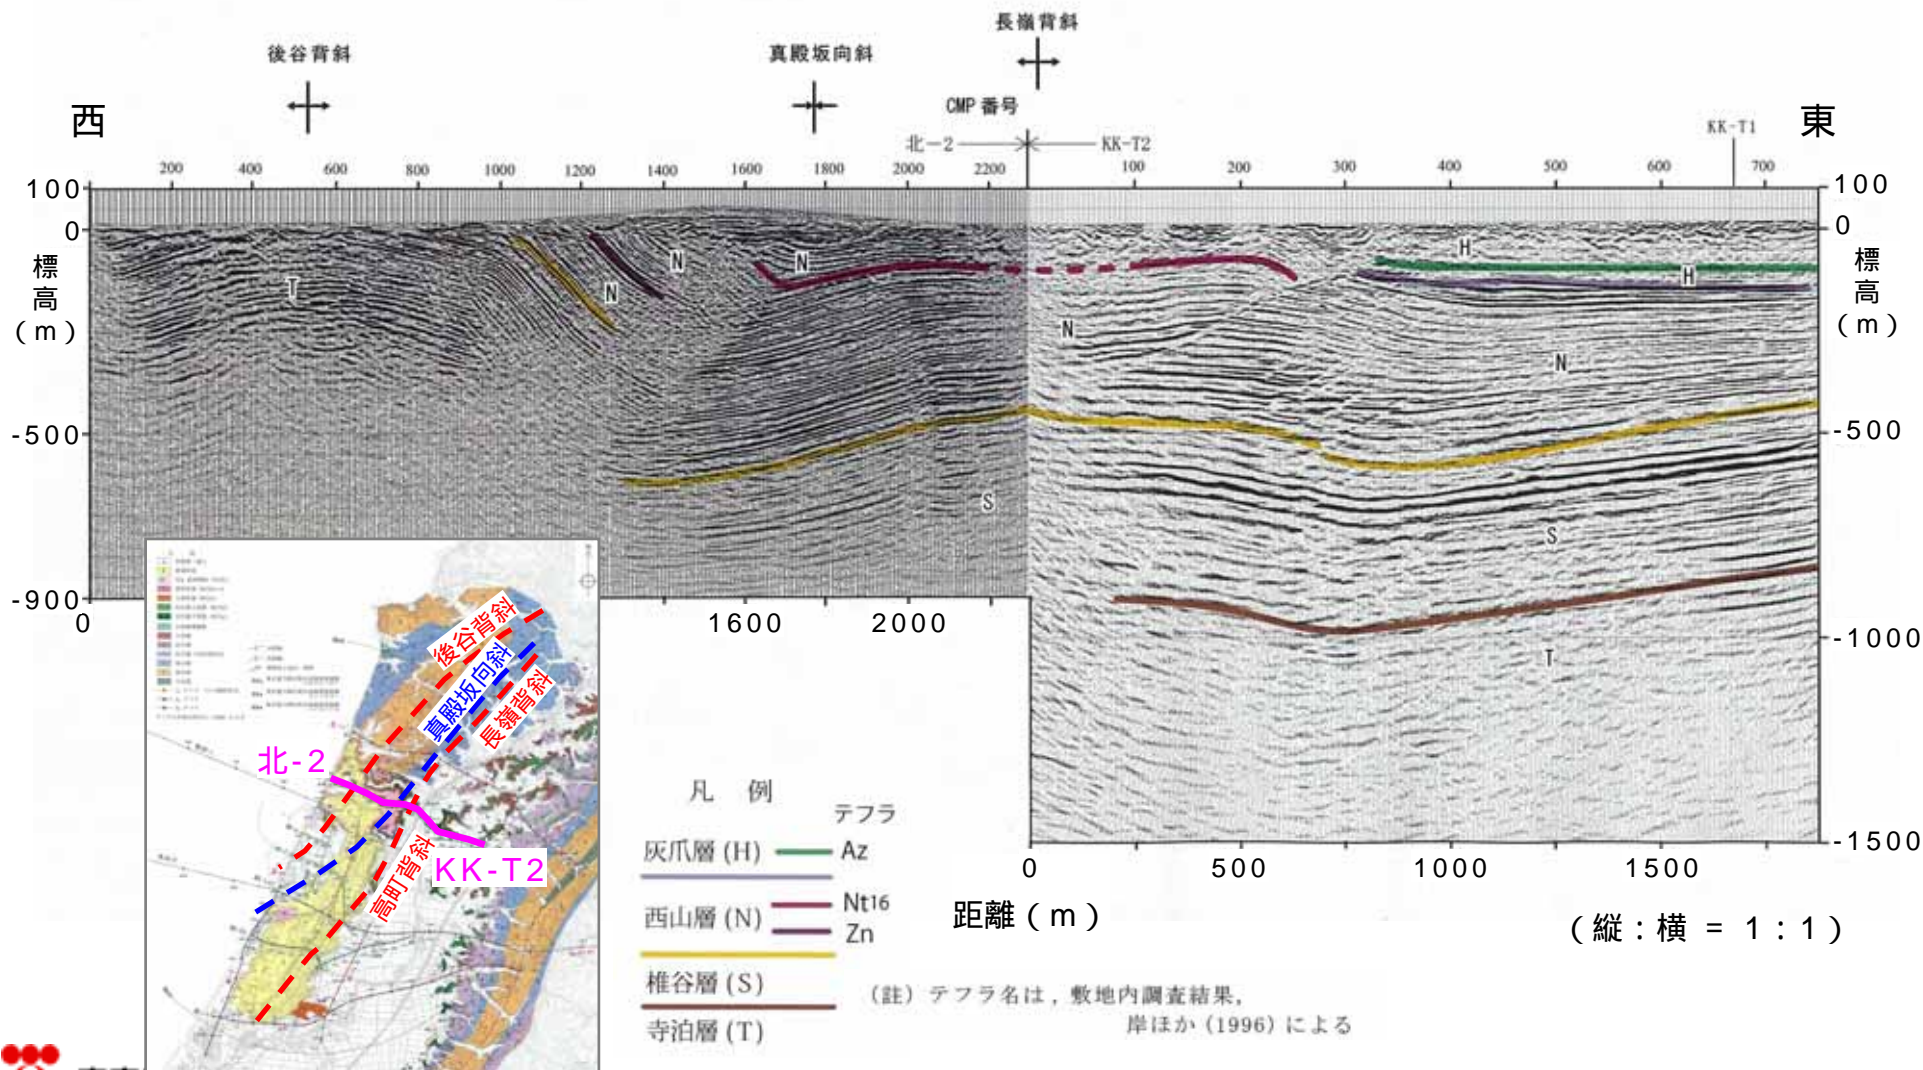 長嶺背斜
後谷背斜
真殿坂向斜
CMP 番号
西
東
北-2
KK-T2
KK-T1
200 400 600 800 1000 1200 1400 1600 1800 2000 2200 100 200 300 400 500 600 700
100
0
-500
-900
標高(m)
100
0
-500
-1000
-1500
標高(m)
T
N
N
N
N
N
H
H
S
S
T
0
1600 2000
0 500 1000 1500
距離(m)
(縦:横 = 1:1)
後谷背斜
真殿坂向斜
長嶺背斜
北-2
KK-T2
高町背斜
凡 例
テフラ
灰爪層 (H)
Az
西山層 (N)
Nt16
Zn
椎谷層 (S)
寺泊層 (T)
(註) テフラ名は, 敷地内調査結果,
岸ほか (1996) による